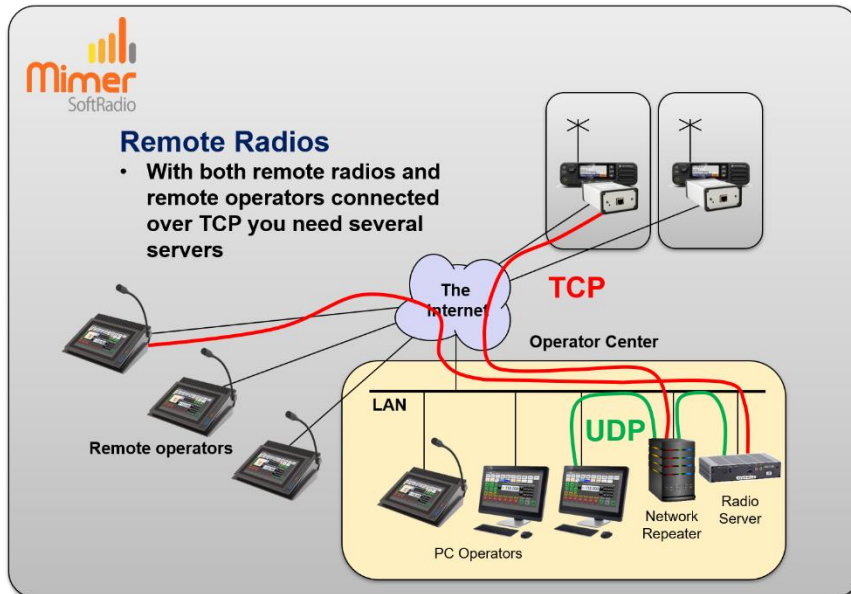 Mimer
SoftRadio
Remote Radios
• With both remote radios and
remote operators connected
over TCP you need several
servers
The
Internet
TCP
Operator Center
LAN
UDP
Remote operators
PC Operators
Network
Repeater
Radio
Server